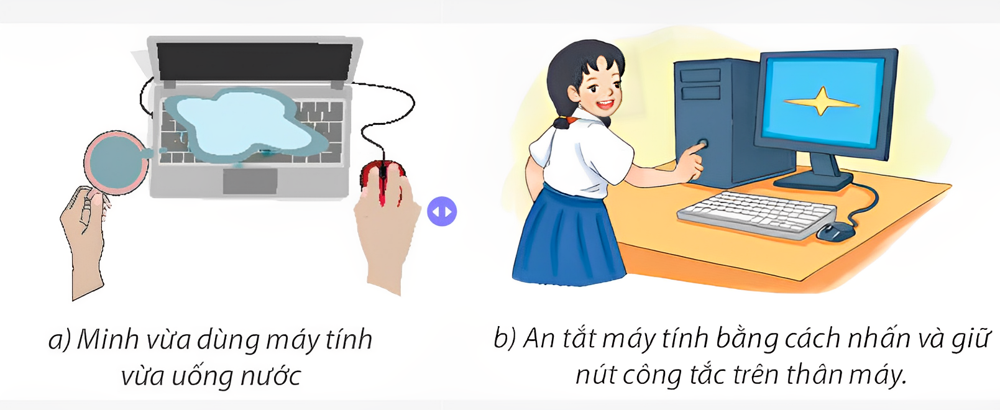 a) Minh vừa dùng máy tính
vừa uống nước
b) An tắt máy tính bằng cách nhấn và giữ
nút công tắc trên thân máy.